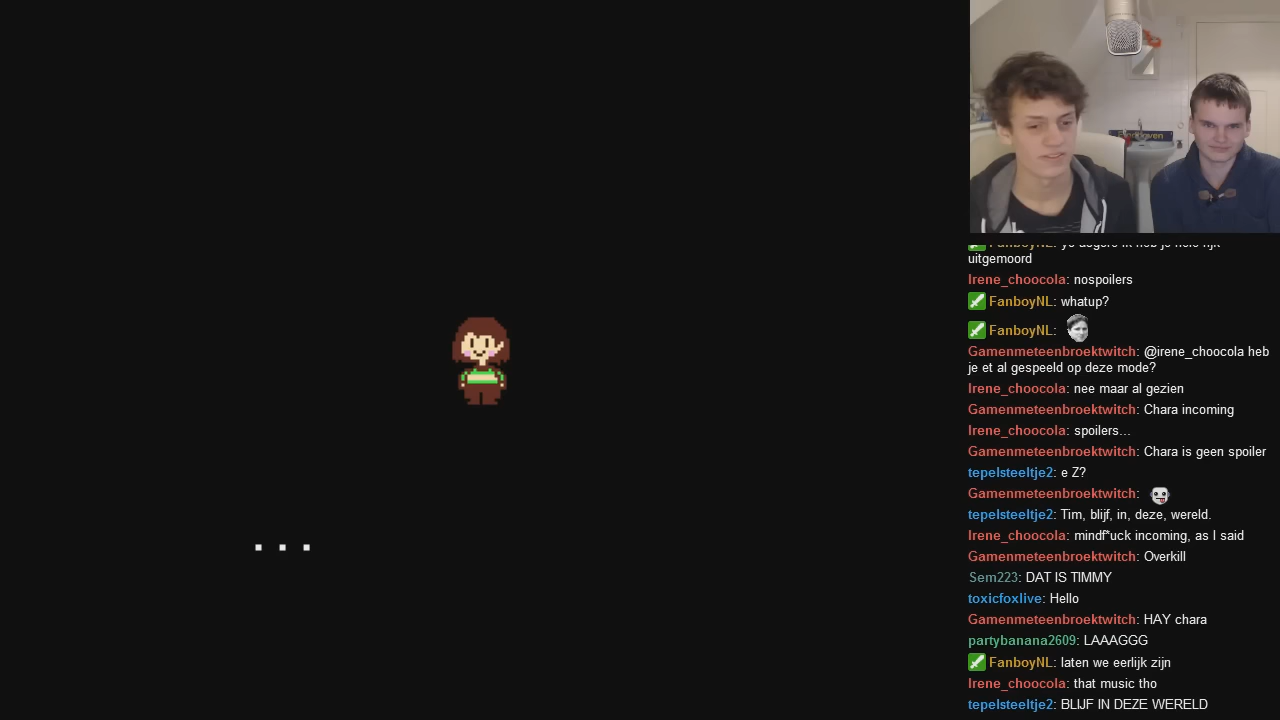 . . .
uitgemoord
Irene_choocola: nospoilers
FanboyNL: whatup?
FanboyNL:
Gamenmeteenbroektwitch: @irene_choocola heb
je et al gespeeld op deze mode?
Irene_choocola: nee maar al gezien
Gamenmeteenbroektwitch: Chara incoming
Irene_choocola: spoilers...
Gamenmeteenbroektwitch: Chara is geen spoiler
tepelsteeltje2: e Z?
Gamenmeteenbroektwitch:
tepelsteeltje2: Tim, blijf, in, deze, wereld.
Irene_choocola: mindf*uck incoming, as I said
Gamenmeteenbroektwitch: Overkill
Sem223: DAT IS TIMMY
toxicfoxlive: Hello
Gamenmeteenbroektwitch: HAY chara
partybanana2609: LAAAGGG
FanboyNL: laten we eerlijk zijn
Irene_choocola: that music tho
tepelsteeltje2: BLIJF IN DEZE WERELD